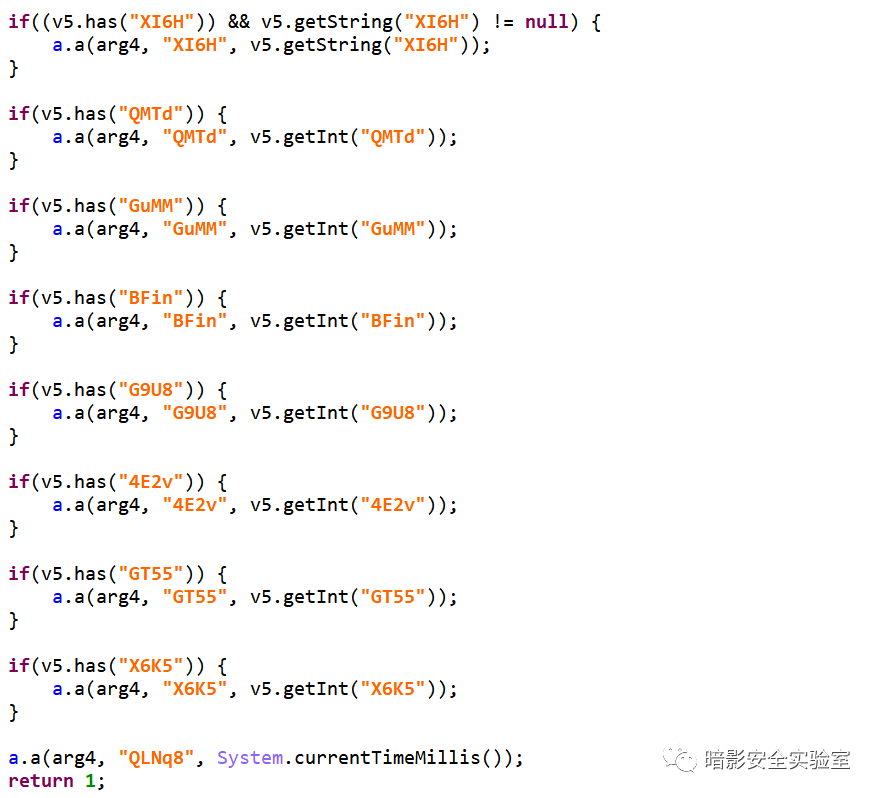 if((v5.has("XI6H")) && v5.getString("XI6H") != null) {
    a.a(arg4, "XI6H", v5.getString("XI6H"));
}

if(v5.has("QMTd")) {
    a.a(arg4, "QMTd", v5.getInt("QMTd"));
}

if(v5.has("GuMM")) {
    a.a(arg4, "GuMM", v5.getInt("GuMM"));
}

if(v5.has("BFin")) {
    a.a(arg4, "BFin", v5.getInt("BFin"));
}

if(v5.has("G9U8")) {
    a.a(arg4, "G9U8", v5.getInt("G9U8"));
}

if(v5.has("4E2v")) {
    a.a(arg4, "4E2v", v5.getInt("4E2v"));
}

if(v5.has("GT55")) {
    a.a(arg4, "GT55", v5.getInt("GT55"));
}

if(v5.has("X6K5")) {
    a.a(arg4, "X6K5", v5.getInt("X6K5"));
}

a.a(arg4, "QLNq8", System.currentTimeMillis());
return 1;
暗影安全实验室